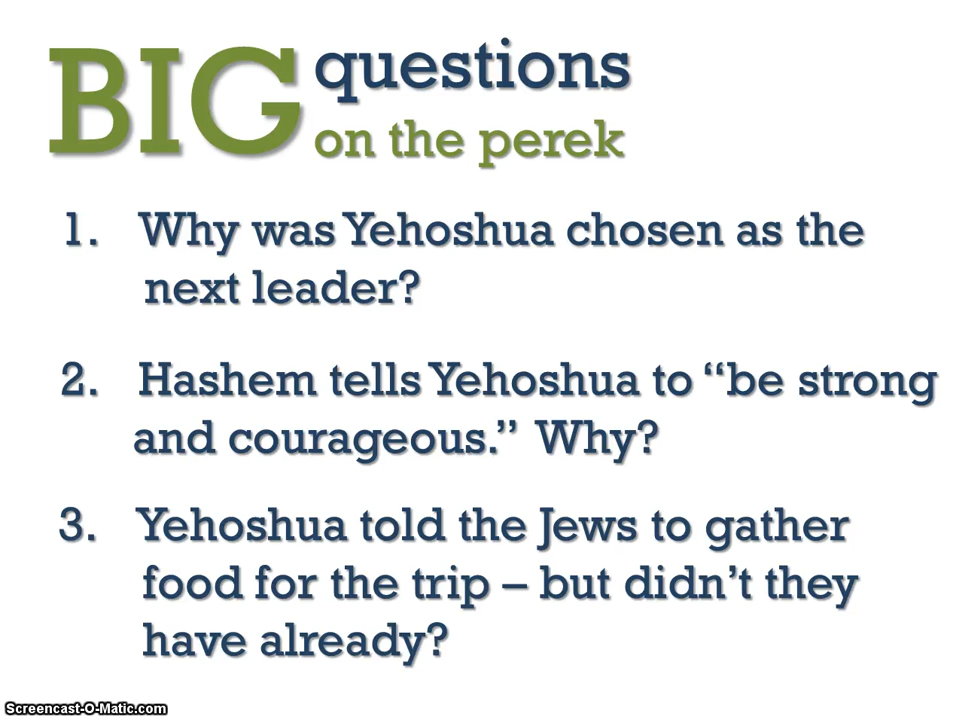 BIG questions
on the perek
1. Why was Yehoshua chosen as the
next leader?
2. Hashem tells Yehoshua to “be strong
and courageous.” Why?
3. Yehoshua told the Jews to gather
food for the trip – but didn’t they
have already?
Screencast-O-Matic.com